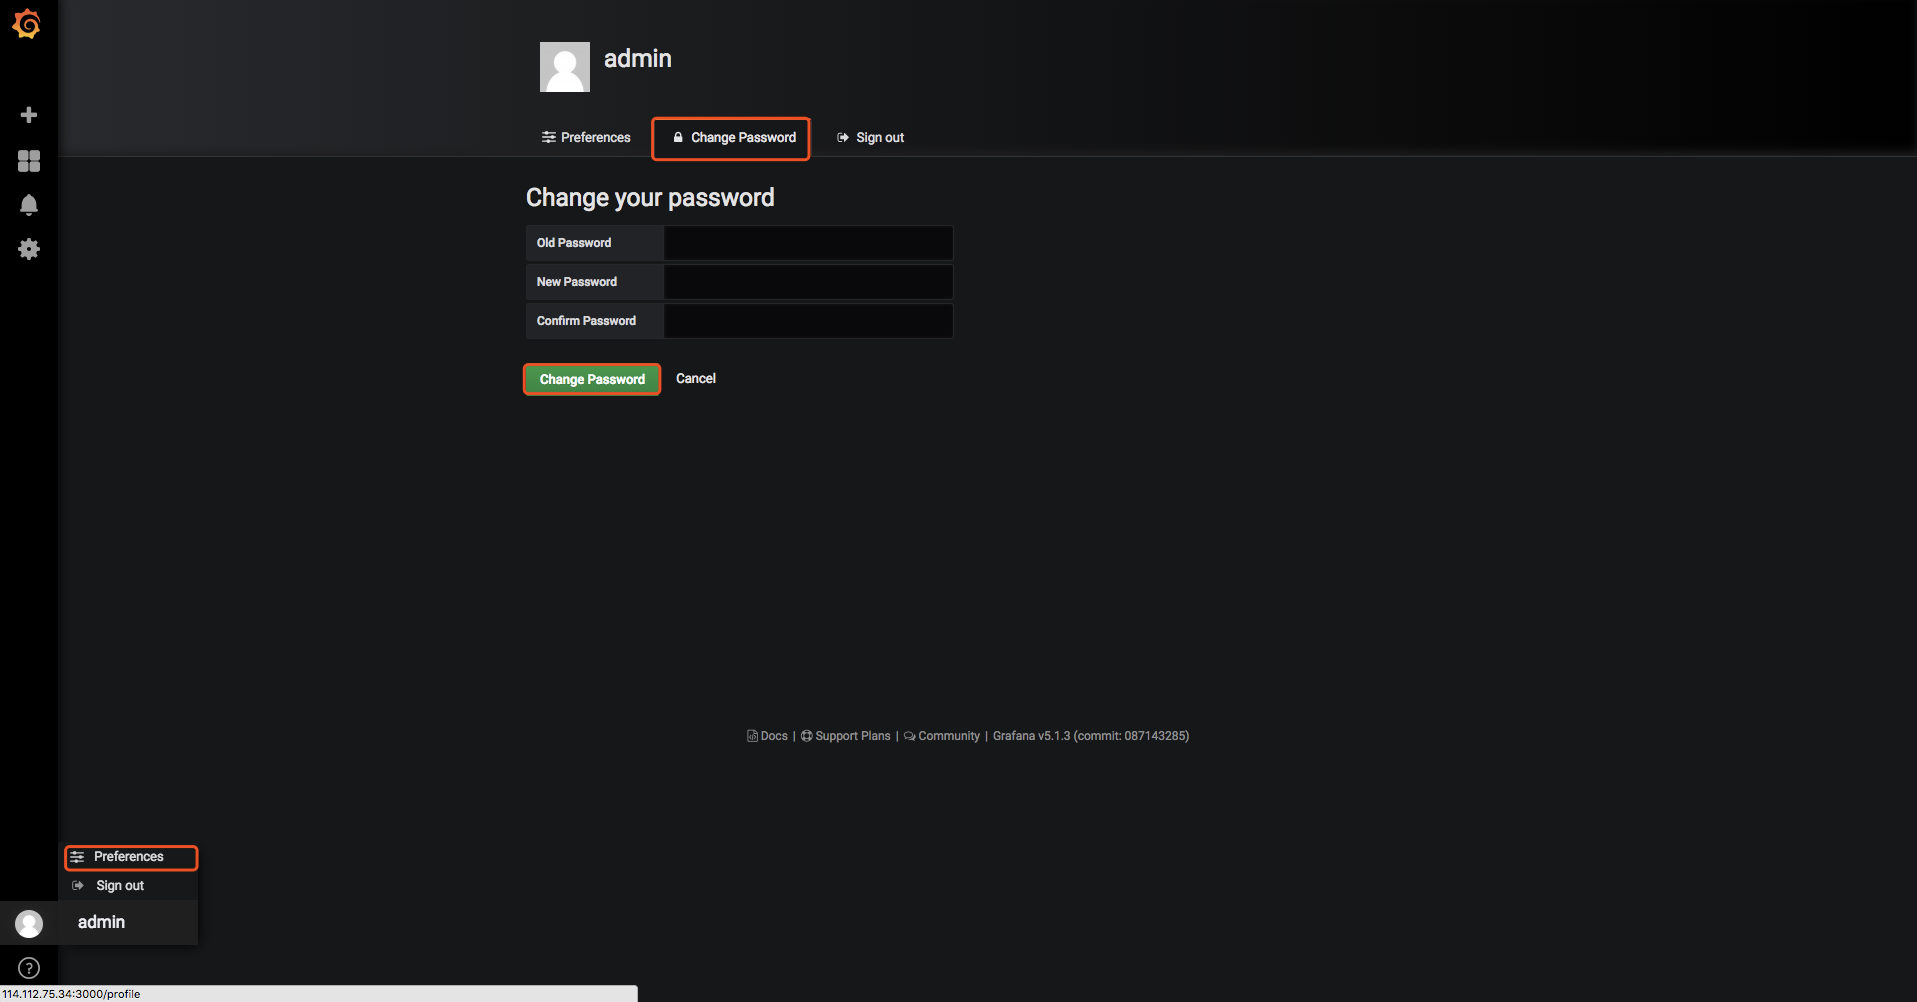 admin
Preferences
Change Password
Sign out
Change your password
Old Password
New Password
Confirm Password
Change Password Cancel
Docs | Support Plans | Community | Grafana v5.1.3 (commit: 087143285)
Preferences
Sign out
admin
?
114.112.75.34:3000/profile